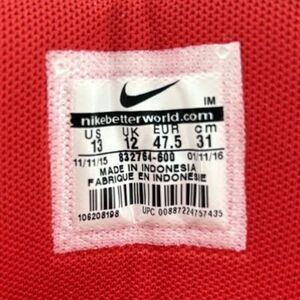 IM
nikebetterworld.com
US UK EUR cm
13 12 47.5 31
11/11/15 832764-600 01/11/16
MADE IN INDONESIA
FABRIQUE EN INDONESIE
106208198 UPC 00887224757435